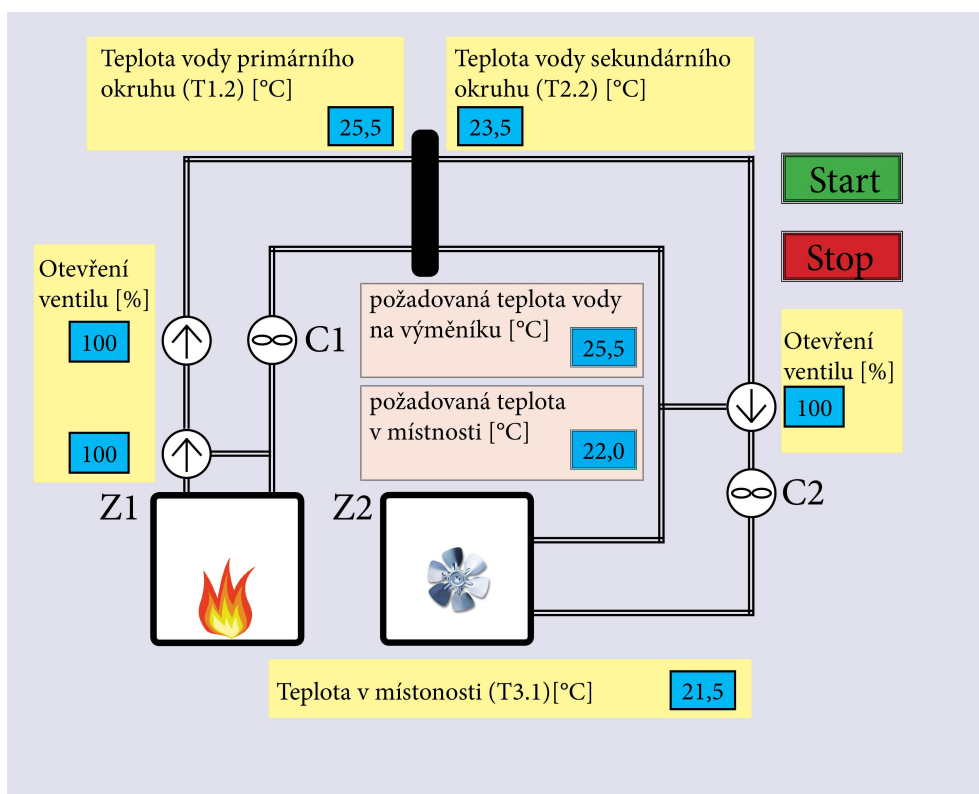 Teplota vody primárního
okruhu (T1.2) [°C]
25,5
Teplota vody sekundárního
okruhu (T2.2) [°C]
23,5
Start
Stop
Otevření
ventilu [%]
100
100
C1
požadovaná teplota vody
na výměníku [°C]
25,5
požadovaná teplota
v místnosti [°C]
22,0
Otevření
ventilu [%]
100
C2
Z1
Z2
Teplota v místonosti (T3.1)[°C]
21,5